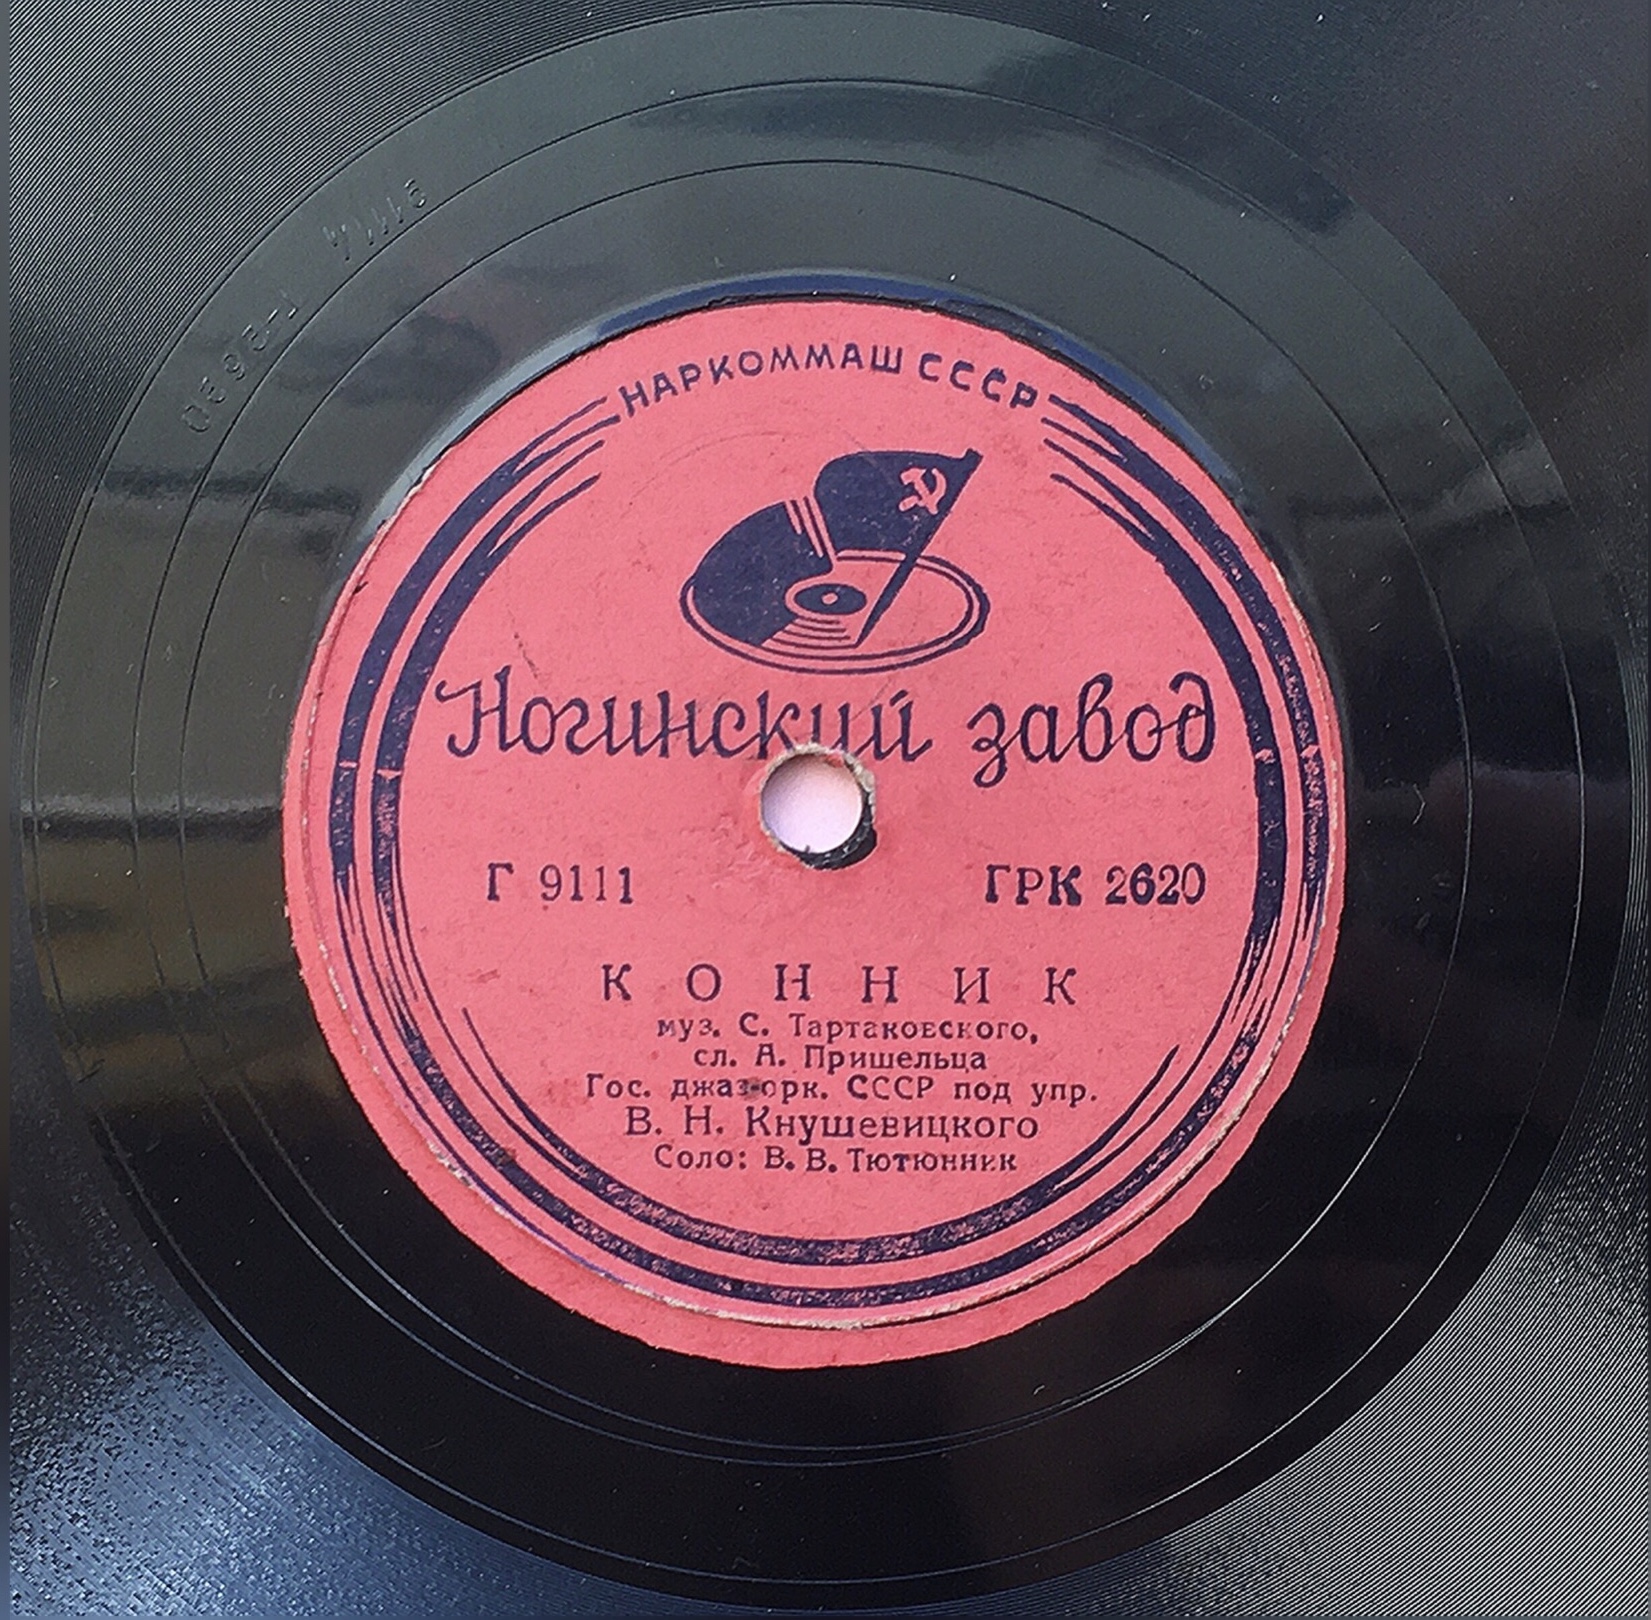 НАРКОММАШ СССР
Ногинский завод
Г 9111 ГРК 2620
КОННИК
муз. С. Тартаковского,
сл. А. Пришельца
Гос. джаз-орк. СССР под упр.
В. Н. Кнушевицкого
Соло: В. В. Тютюнник